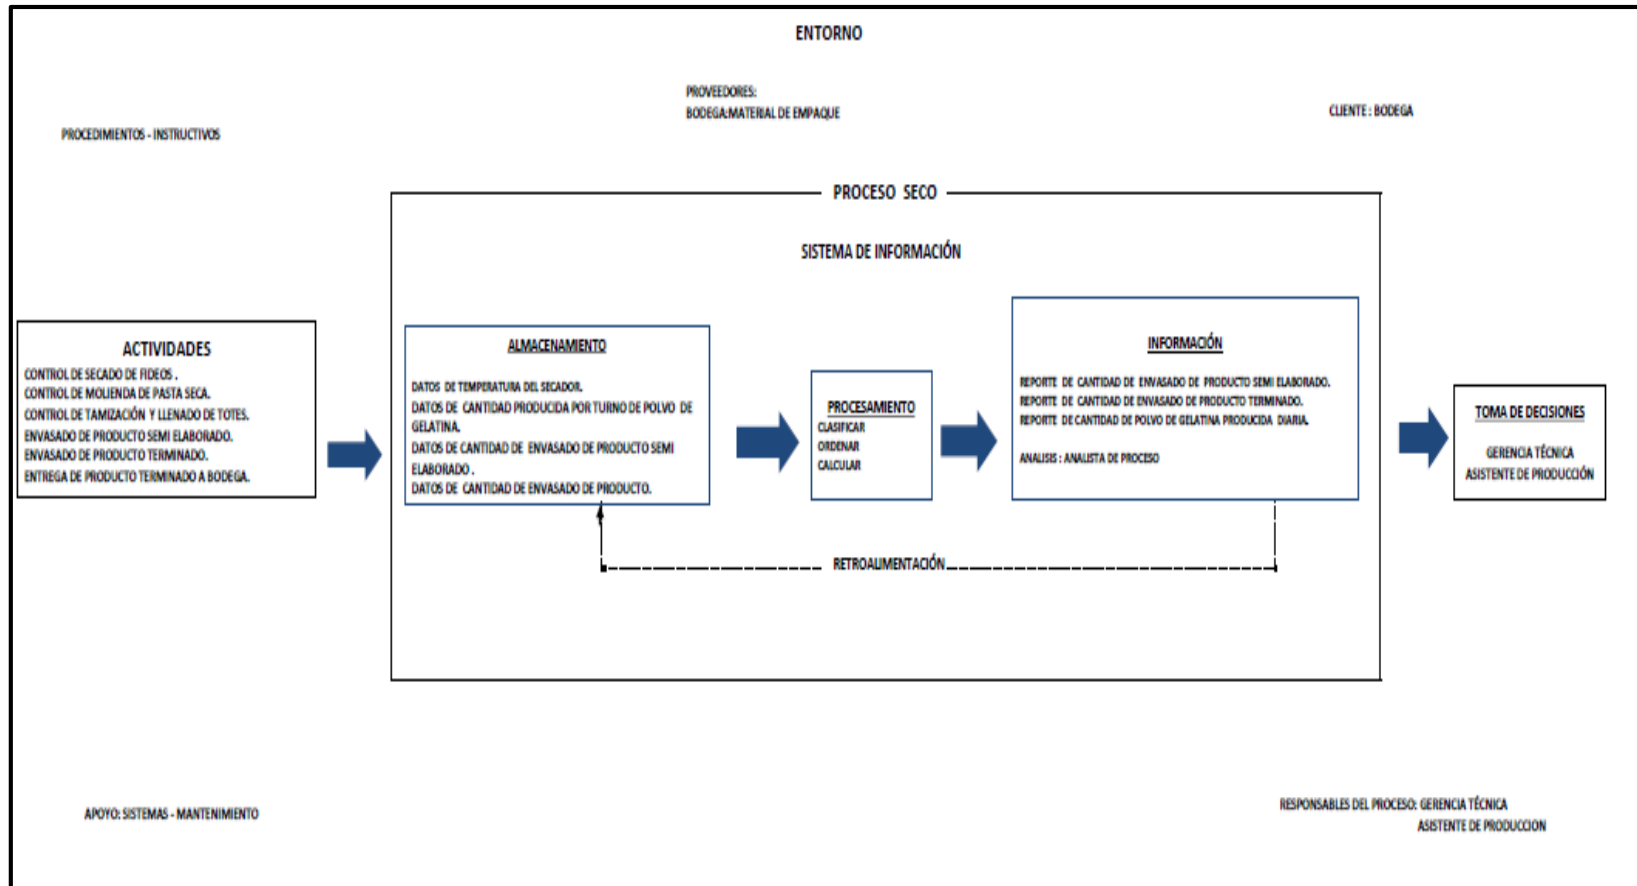 ENTORNO
PROVEEDORES:
BODEGA:MATERIAL DE EMPAQUE
CLIENTE : BODEGA
PROCEDIMIENTOS - INSTRUCTIVOS
PROCESO SECO
SISTEMA DE INFORMACIÓN
ACTIVIDADES
CONTROL DE SECADO DE FIDEOS .
CONTROL DE MOLIENDA DE PASTA SECA.
CONTROL DE TAMIZACIÓN Y LLENADO DE TOTES.
ENVASADO DE PRODUCTO SEMI ELABORADO.
ENVASADO DE PRODUCTO TERMINADO.
ENTREGA DE PRODUCTO TERMINADO A BODEGA.
ALMACENAMIENTO
DATOS DE TEMPERATURA DEL SECADOR.
DATOS DE CANTIDAD PRODUCIDA POR TURNO DE POLVO DE
GELATINA.
DATOS DE CANTIDAD DE ENVASADO DE PRODUCTO SEMI
ELABORADO .
DATOS DE CANTIDAD DE ENVASADO DE PRODUCTO.
PROCESAMIENTO
CLASIFICAR
ORDENAR
CALCULAR
INFORMACIÓN
REPORTE DE CANTIDAD DE ENVASADO DE PRODUCTO SEMI ELABORADO.
REPORTE DE CANTIDAD DE ENVASADO DE PRODUCTO TERMINADO.
REPORTE DE CANTIDAD DE POLVO DE GELATINA PRODUCIDA DIARIA.
ANALISIS : ANALISTA DE PROCESO
TOMA DE DECISIONES
GERENCIA TÉCNICA
ASISTENTE DE PRODUCCIÓN
RETROALIMENTACIÓN
APOYO: SISTEMAS - MANTENIMIENTO
RESPONSABLES DEL PROCESO: GERENCIA TÉCNICA
ASISTENTE DE PRODUCCION